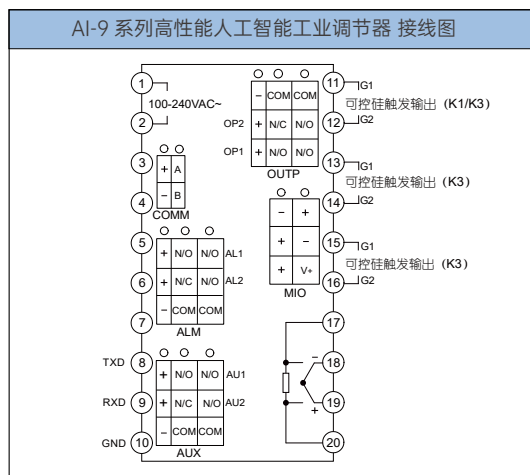 AI-9 系列高性能人工智能工业调节器 接线图
1
100-240VAC~
2
3
+ A
4
- B
COMM
5
+ N/O N/O AL1
6
+ N/C N/O AL2
7
- COM COM
ALM
TXD 8
+ N/O N/O AU1
RXD 9
+ N/C N/O AU2
GND 10
- COM COM
AUX
- COM COM
OP2 + N/C N/O
OP1 + N/O N/O
OUTP
- +
+ -
+ V+
MIO
11 G1
可控硅触发输出 (K1/K3)
12 G2
13 G1
可控硅触发输出 (K3)
14 G2
15 G1
可控硅触发输出 (K3)
16 G2
17
- 18
+ 19
20